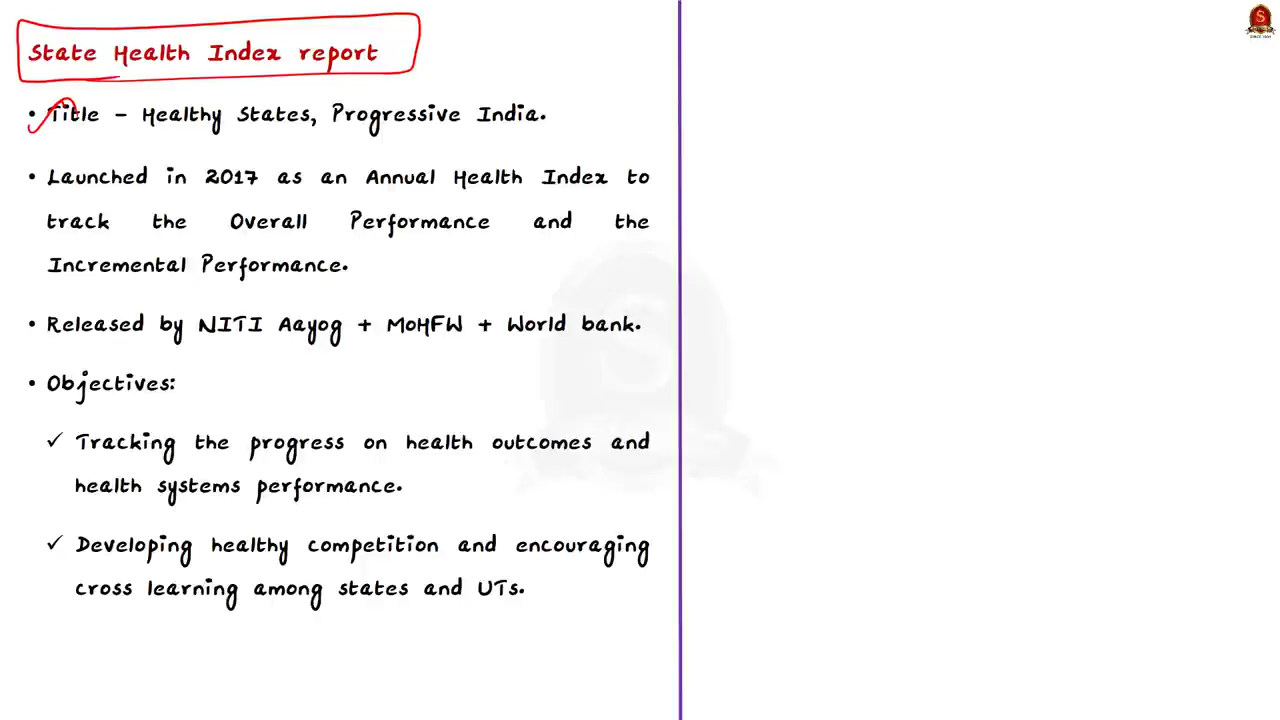 State Health Index report
• Title – Healthy States, Progressive India.
• Launched in 2017 as an Annual Health Index to
track the Overall Performance and the
Incremental Performance.
• Released by NITI Aayog + MoHFW + World bank.
• Objectives:
✓ Tracking the progress on health outcomes and
health systems performance.
✓ Developing healthy competition and encouraging
cross learning among states and UTs.